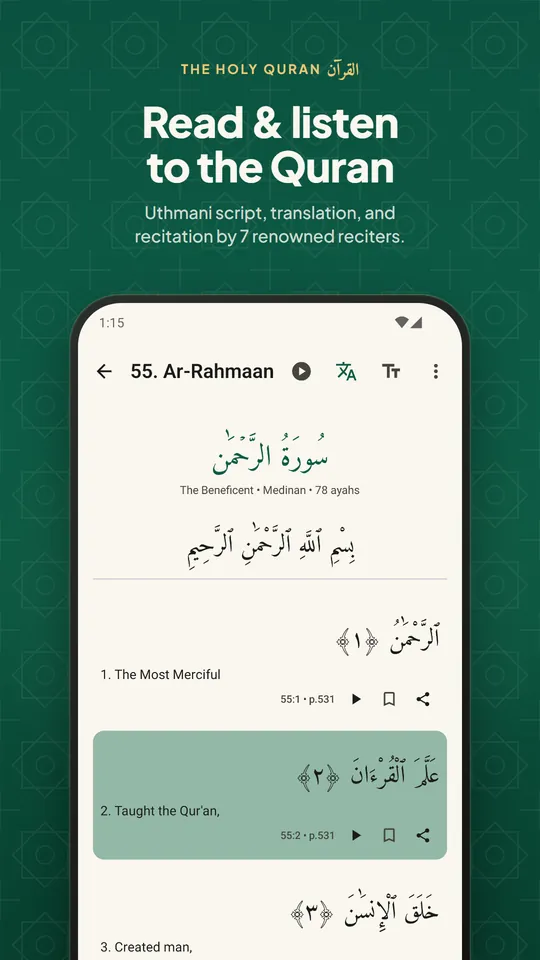 THE HOLY QURAN القرآن
Read & listen
to the Quran
Uthmani script, translation, and
recitation by 7 renowned reciters.
1:15
55. Ar-Rahmaan
سُورَةُ الرَّحْمَٰن
The Beneficent • Medinan • 78 ayahs
بِسْمِ ٱللَّهِ ٱلرَّحْمَٰنِ ٱلرَّحِيمِ
ٱلرَّحْمَٰنُ ﴿١﴾
1. The Most Merciful
55:1 • p.531
عَلَّمَ ٱلْقُرْءَانَ ﴿٢﴾
2. Taught the Qur'an,
55:2 • p.531
خَلَقَ ٱلْإِنسَٰنَ ﴿٣﴾
3. Created man,